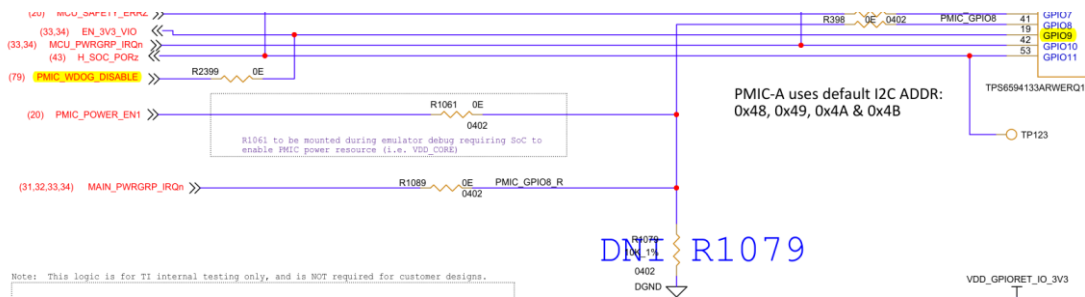 (20) MCU_SAFETY_ERRZ
GPIO7
R398 0E 0402 PMIC_GPIO8 41 GPIO8
(33,34) EN_3V3_VIO 19 GPIO9
(33,34) MCU_PWRGRP_IRQn 42 GPIO10
(43) H_SOC_PORz 53 GPIO11
R2399 0E
(79) PMIC_WDOG_DISABLE
TPS6594133ARWERQ1
PMIC-A uses default I2C ADDR:
0x48, 0x49, 0x4A & 0x4B
R1061 0E
(20) PMIC_POWER_EN1
0402
TP123
R1061 to be mounted during emulator debug requiring SoC to
enable PMIC power resource (i.e. VDD_CORE)
(31,32,33,34) MAIN_PWRGRP_IRQn R1089 0E PMIC_GPIO8_R
0402
DNI R1079
R1079
10K_1%
0402
DGND
Note: This logic is for TI internal testing only, and is NOT required for customer designs.
VDD_GPIORET_IO_3V3